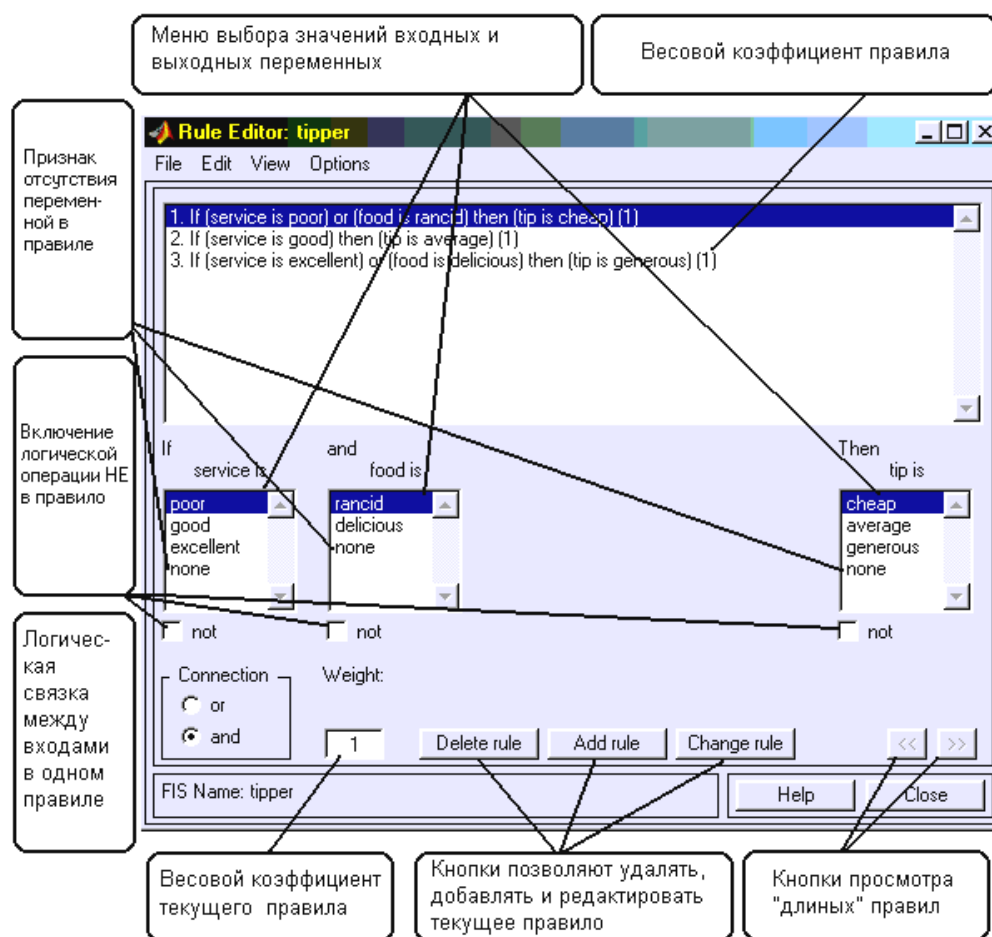 Меню выбора значений входных и
выходных переменных
Весовой коэффициент правила
Признак
отсутствия
перемен-
ной в
правиле
Rule Editor: tipper
File Edit View Options
1. If (service is poor) or (food is rancid) then (tip is cheap) (1)
2. If (service is good) then (tip is average) (1)
3. If (service is excellent) or (food is delicious) then (tip is generous) (1)
Включение
логической
операции НЕ
в правило
If
service is
and
food is
Then
tip is
poor
good
excellent
none
rancid
delicious
none
cheap
average
generous
none
not
not
not
Логичес-
кая
связка
между
входами
в одном
правиле
Connection
or
and
Weight:
1
Delete rule
Add rule
Change rule
<<
>>
FIS Name: tipper
Help
Close
Весовой коэффициент
текущего правила
Кнопки позволяют удалять,
добавлять и редактировать
текущее правило
Кнопки просмотра
"длиных" правил